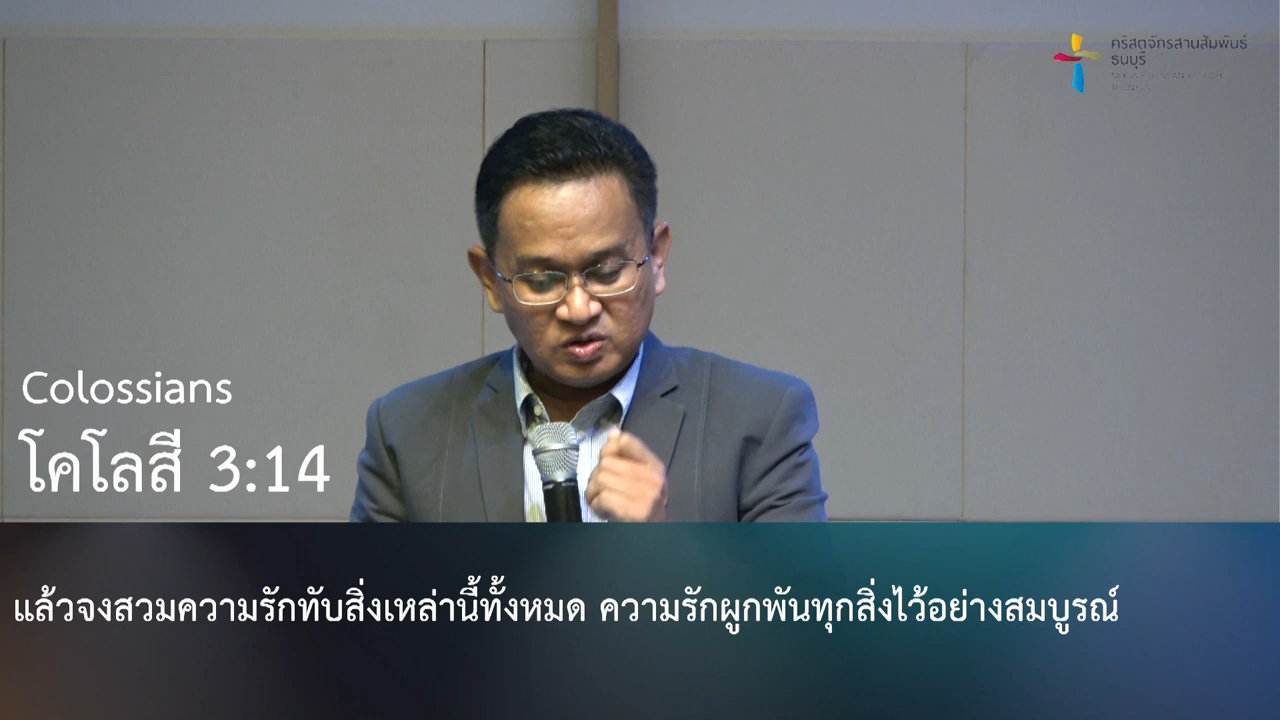 คริสตจักรสานสัมพันธ์
ธนบุรี
Colossians
โคโลสี 3:14
แล้วจงสวมความรักทับสิ่งเหล่านี้ทั้งหมด ความรักผูกพันทุกสิ่งไว้อย่างสมบูรณ์